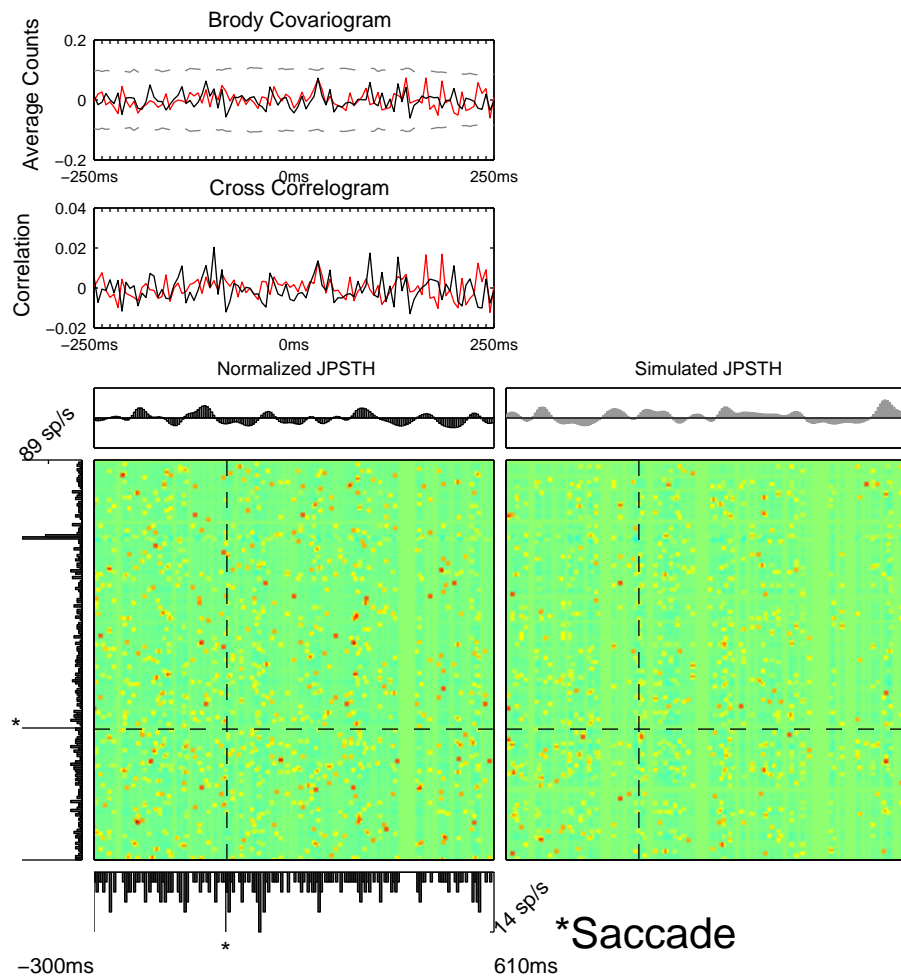 Brody Covariogram
Average Counts
0.2
0
−0.2
−250ms 0ms 250ms
Cross Correlogram
Correlation
0.04
0.02
0
−0.02
−250ms 0ms 250ms
Normalized JPSTH Simulated JPSTH
89 sp/s
*
14 sp/s
*
*Saccade
−300ms 610ms